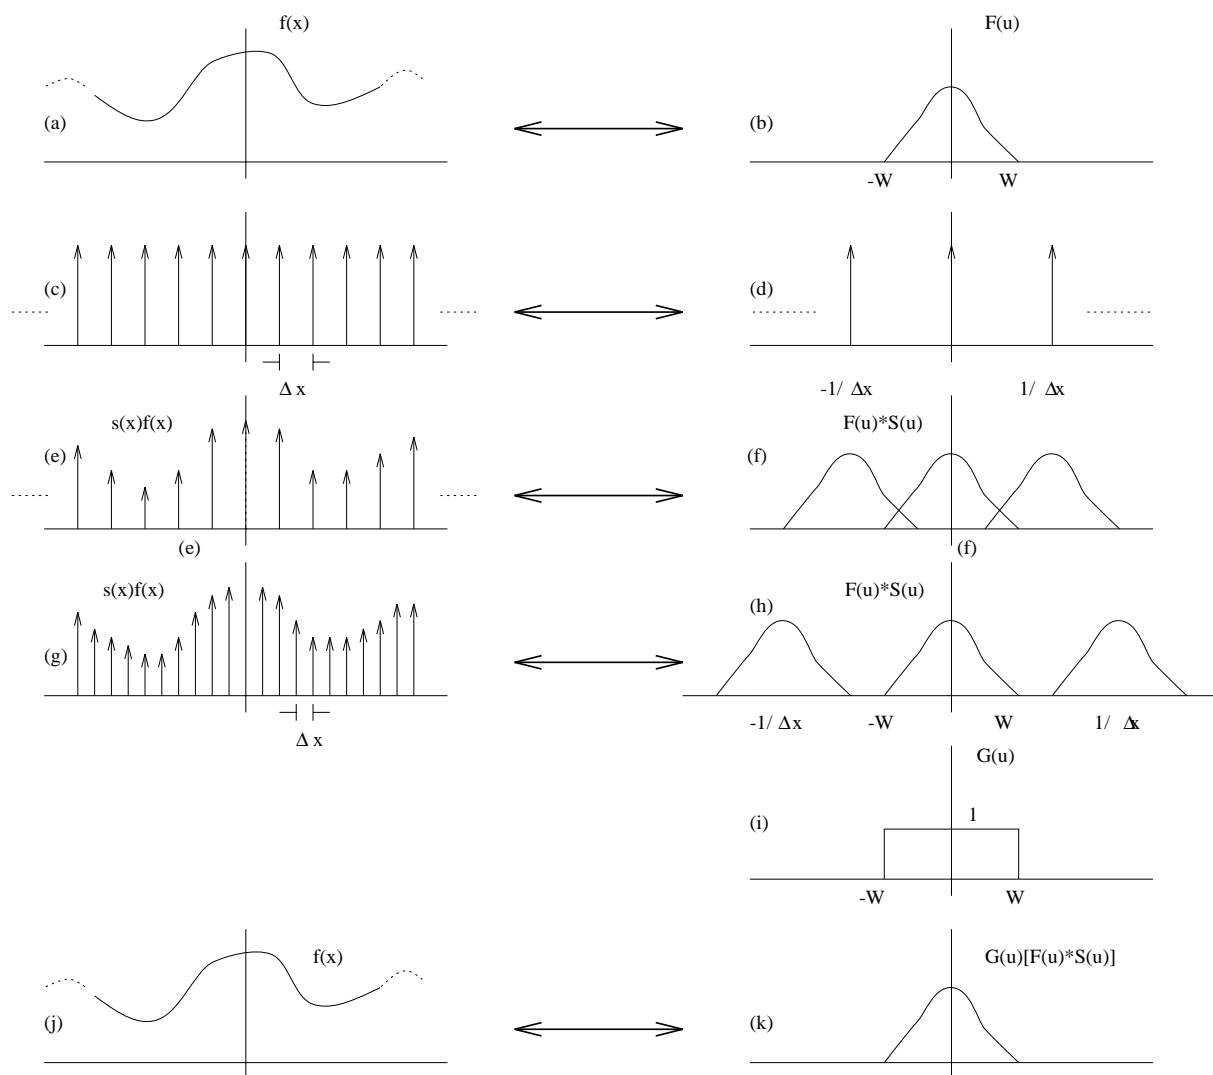 f(x)
F(u)
(a)
(b)
-W
W
(c)
(d)
Δ x
-1/ Δx
1/ Δx
s(x)f(x)
F(u)*S(u)
(e)
(f)
(e)
(f)
s(x)f(x)
F(u)*S(u)
(h)
(g)
-1/ Δx
-W
W
1/ Δx
Δ x
G(u)
(i)
1
-W
W
f(x)
G(u)[F(u)*S(u)]
(j)
(k)